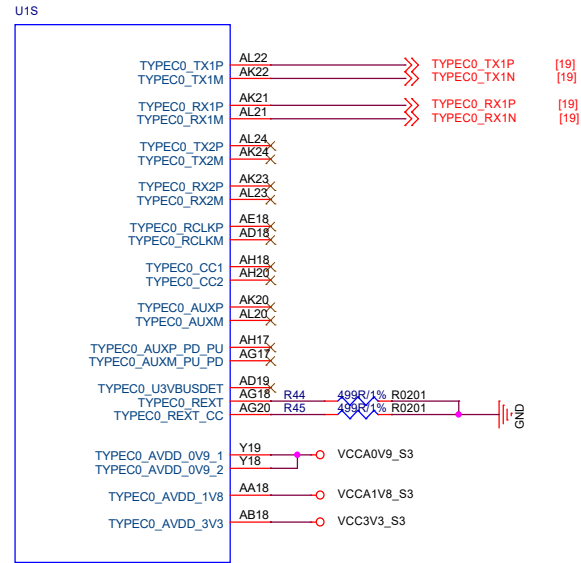 U1S
TYPEC0_TX1P AL22 TYPEC0_TX1P [19]
TYPEC0_TX1M AK22 TYPEC0_TX1N [19]
TYPEC0_RX1P AK21 TYPEC0_RX1P [19]
TYPEC0_RX1M AL21 TYPEC0_RX1N [19]
TYPEC0_TX2P AL24
TYPEC0_TX2M AK24
TYPEC0_RX2P AK23
TYPEC0_RX2M AL23
TYPEC0_RCLKP AE18
TYPEC0_RCLKM AD18
TYPEC0_CC1 AH18
TYPEC0_CC2 AH20
TYPEC0_AUXP AK20
TYPEC0_AUXM AL20
TYPEC0_AUXP_PD_PU AH17
TYPEC0_AUXM_PU_PD AG17
TYPEC0_U3VBUSDET AD19
TYPEC0_REXT AG18 R44 499R/1% R0201
TYPEC0_REXT_CC AG20 R45 499R/1% R0201
GND
TYPEC0_AVDD_0V9_1 Y19 VCCA0V9_S3
TYPEC0_AVDD_0V9_2 Y18
TYPEC0_AVDD_1V8 AA18 VCCA1V8_S3
TYPEC0_AVDD_3V3 AB18 VCC3V3_S3